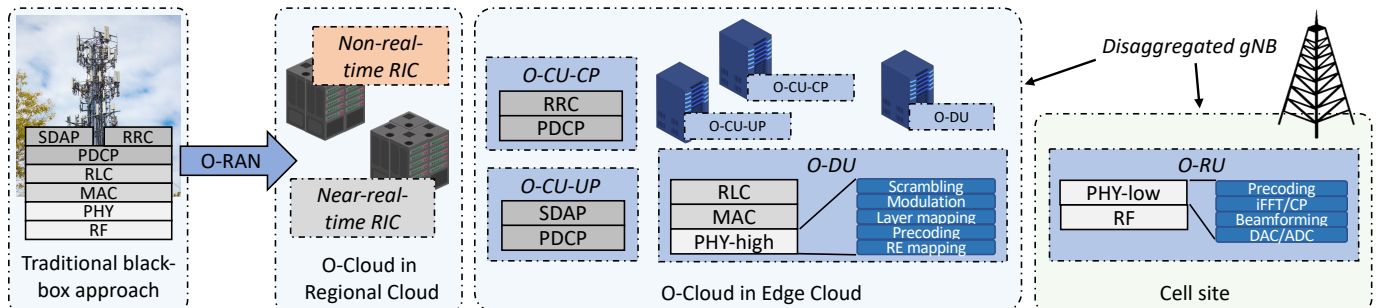 SDAP
RRC
PDCP
RLC
MAC
PHY
RF
Traditional black-
box approach
O-RAN
Non-real-
time RIC
Near-real-
time RIC
O-Cloud in
Regional Cloud
O-CU-CP
RRC
PDCP
O-CU-UP
SDAP
PDCP
O-CU-CP
O-CU-UP
O-DU
O-DU
RLC
MAC
PHY-high
Scrambling
Modulation
Layer mapping
Precoding
RE mapping
O-Cloud in Edge Cloud
Disaggregated gNB
O-RU
PHY-low
RF
Precoding
iFFT/CP
Beamforming
DAC/ADC
Cell site